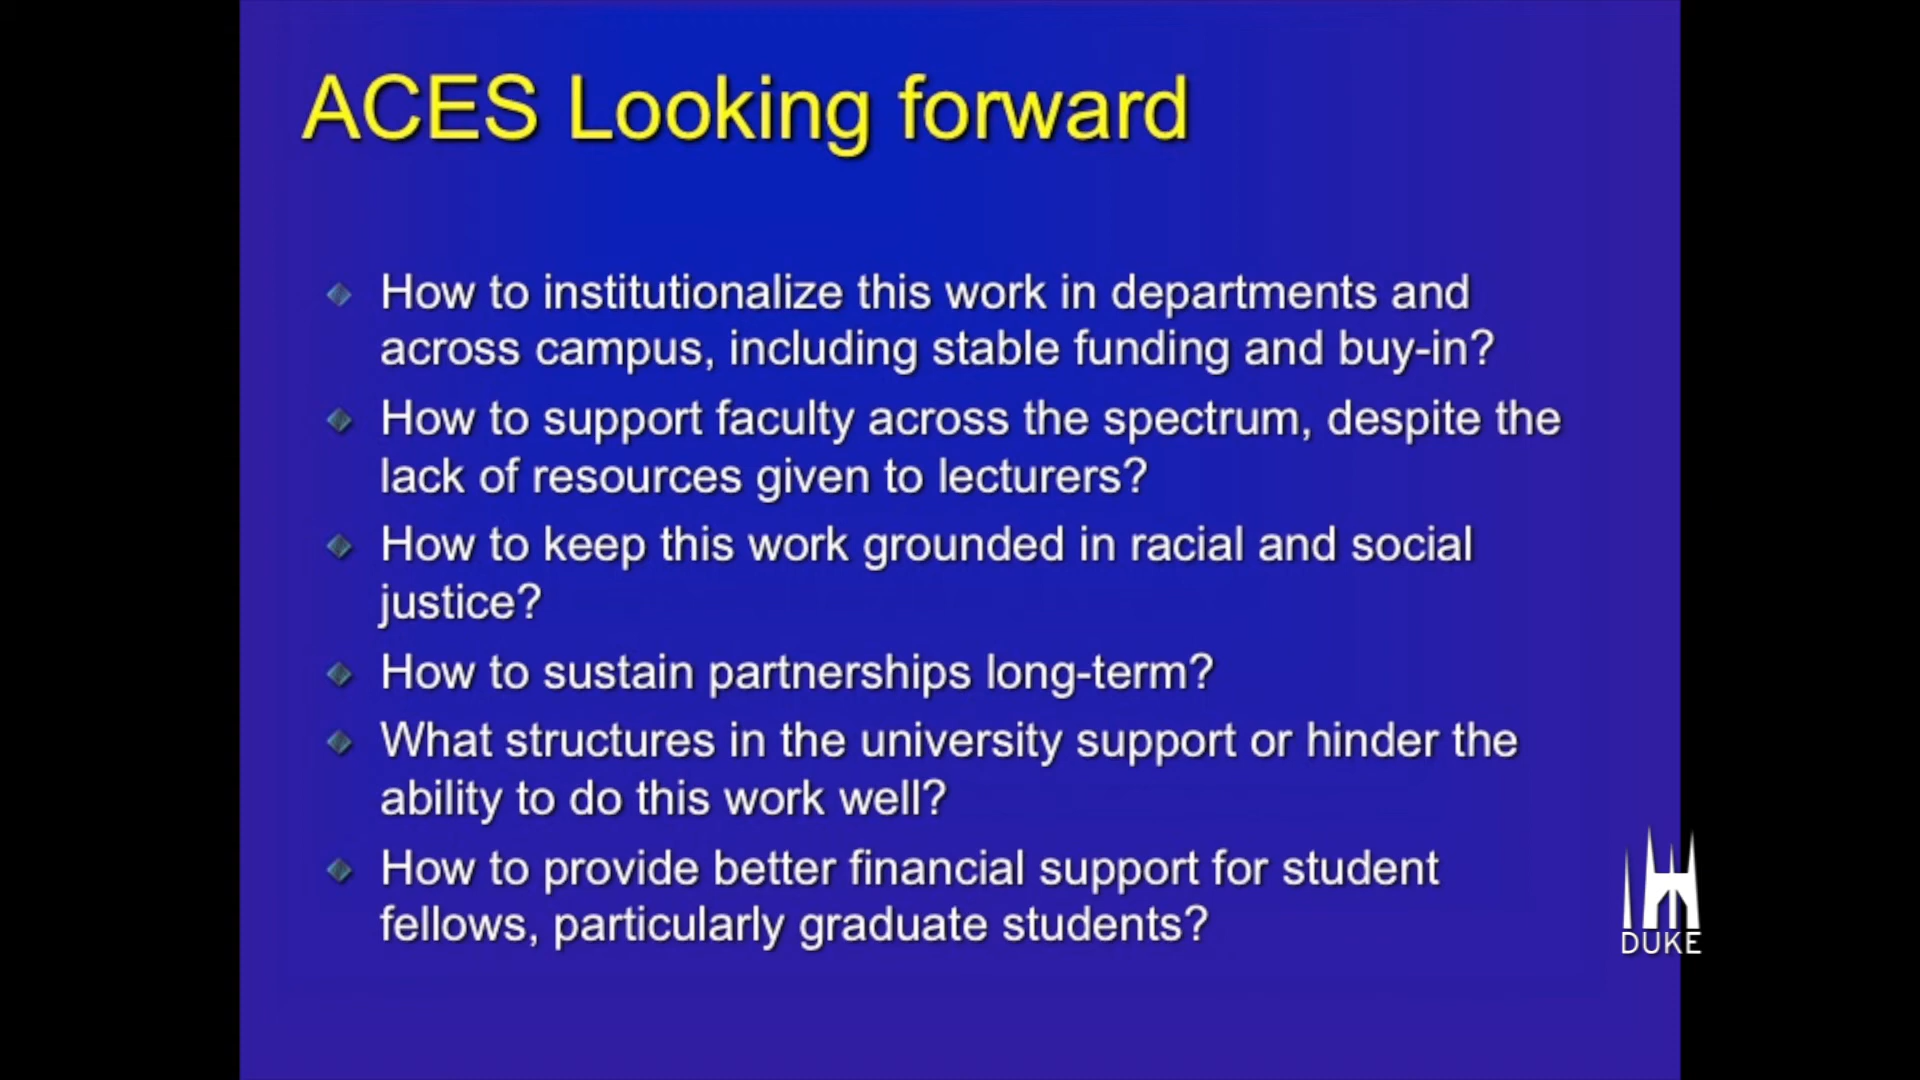 ACES Looking forward
How to institutionalize this work in departments and
across campus, including stable funding and buy-in?
How to support faculty across the spectrum, despite the
lack of resources given to lecturers?
How to keep this work grounded in racial and social
justice?
How to sustain partnerships long-term?
What structures in the university support or hinder the
ability to do this work well?
How to provide better financial support for student
fellows, particularly graduate students?
DUKE